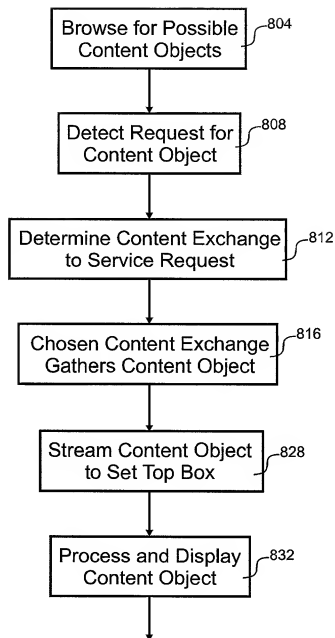 Browse for Possible
Content Objects
804
Detect Request for
Content Object
808
Determine Content Exchange
to Service Request
812
Chosen Content Exchange
Gathers Content Object
816
Stream Content Object
to Set Top Box
828
Process and Display
Content Object
832